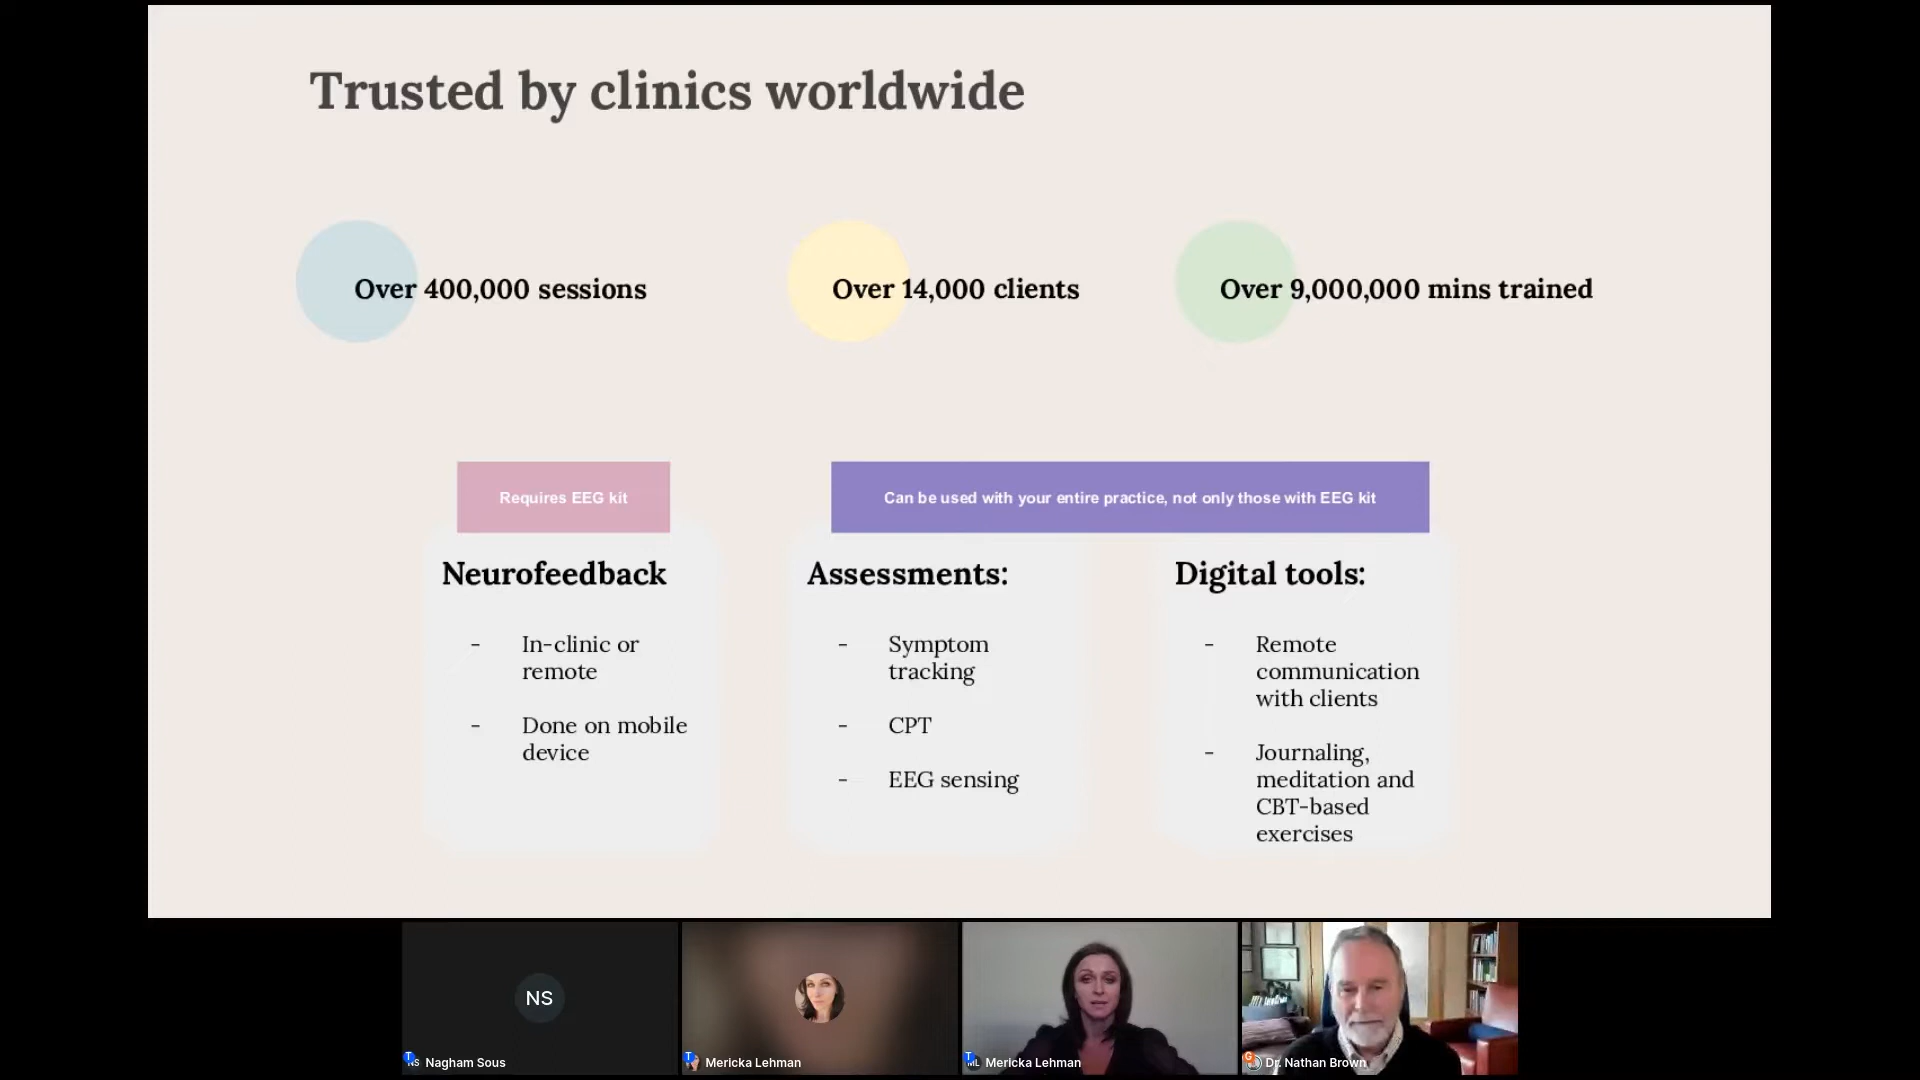 Trusted by clinics worldwide
Over 400,000 sessions
Over 14,000 clients
Over 9,000,000 mins trained
Requires EEG kit
Can be used with your entire practice, not only those with EEG kit
Neurofeedback
- In-clinic or
remote
- Done on mobile
device
Assessments:
- Symptom
tracking
- CPT
- EEG sensing
Digital tools:
- Remote
communication
with clients
- Journaling,
meditation and
CBT-based
exercises
NS
T NS Nagham Sous
T Mericka Lehman
T ML Mericka Lehman
G Dr. Nathan Brown